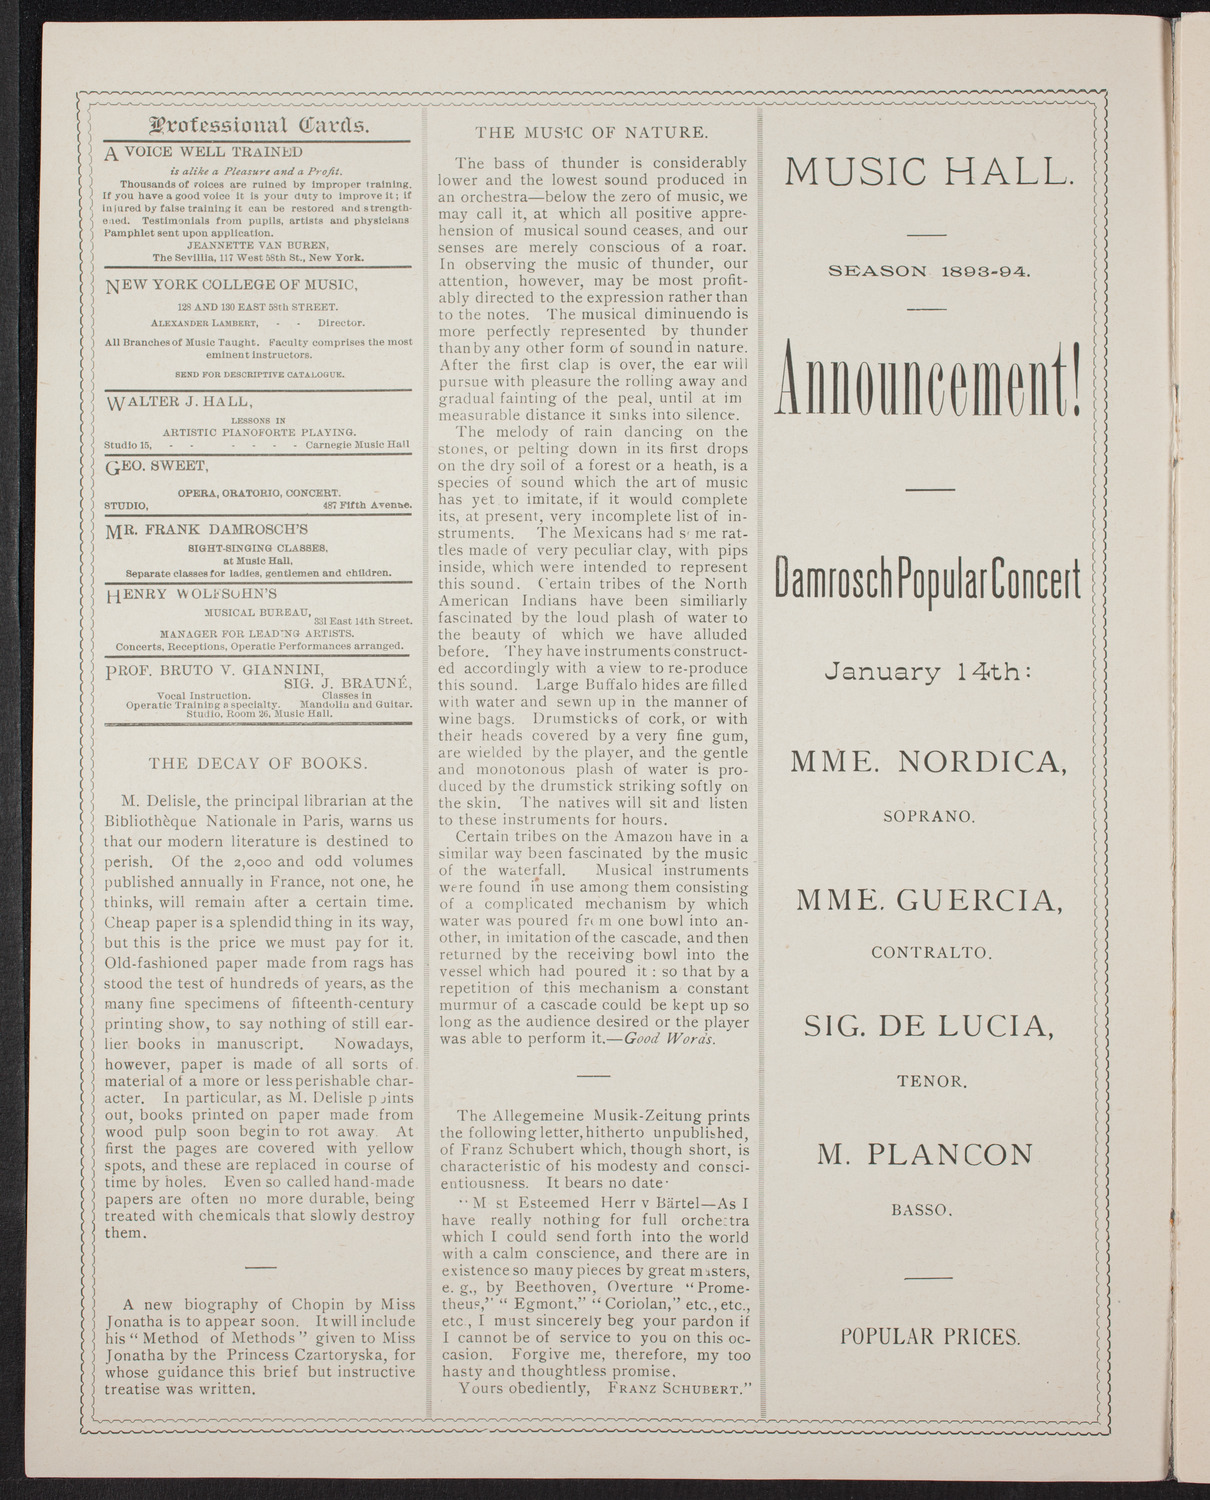 Professional Cards.
A VOICE WELL TRAINED
is alike a Pleasure and a Profit.
Thousands of voices are ruined by improper training.
If you have a good voice it is your duty to improve it; if
injured by false training it can be restored and strength-
ened. Testimonials from pupils, artists and physicians
Pamphlet sent upon application.
JEANNETTE VAN BUREN,
The Sevillia, 117 West 58th St., New York.
NEW YORK COLLEGE OF MUSIC,
128 AND 130 EAST 58th STREET.
ALEXANDER LAMBERT, - - Director.
All Branches of Music Taught. Faculty comprises the most
eminent instructors.
SEND FOR DESCRIPTIVE CATALOGUE.
WALTER J. HALL,
LESSONS IN
ARTISTIC PIANOFORTE PLAYING.
Studio 15, - - - - - - Carnegie Music Hall
GEO. SWEET,
OPERA, ORATORIO, CONCERT.
STUDIO, 487 Fifth Avenue.
MR. FRANK DAMROSCH'S
SIGHT-SINGING CLASSES,
at Music Hall,
Separate classes for ladies, gentlemen and children.
HENRY WOLFSOHN'S
MUSICAL BUREAU,
331 East 14th Street.
MANAGER FOR LEADING ARTISTS.
Concerts, Receptions, Operatic Performances arranged.
PROF. BRUTO V. GIANNINI,
SIG. J. BRAUNÉ,
Vocal Instruction. Classes in
Operatic Training a specialty. Mandolin and Guitar.
Studio, Room 26, Music Hall.
THE DECAY OF BOOKS.
M. Delisle, the principal librarian at the
Bibliothèque Nationale in Paris, warns us
that our modern literature is destined to
perish. Of the 2,000 and odd volumes
published annually in France, not one, he
thinks, will remain after a certain time.
Cheap paper is a splendid thing in its way,
but this is the price we must pay for it.
Old-fashioned paper made from rags has
stood the test of hundreds of years, as the
many fine specimens of fifteenth-century
printing show, to say nothing of still ear-
lier books in manuscript. Nowadays,
however, paper is made of all sorts of
material of a more or less perishable char-
acter. In particular, as M. Delisle points
out, books printed on paper made from
wood pulp soon begin to rot away. At
first the pages are covered with yellow
spots, and these are replaced in course of
time by holes. Even so called hand-made
papers are often no more durable, being
treated with chemicals that slowly destroy
them.
A new biography of Chopin by Miss
Jonatha is to appear soon. It will include
his "Method of Methods" given to Miss
Jonatha by the Princess Czartoryska, for
whose guidance this brief but instructive
treatise was written.
THE MUSIC OF NATURE.
The bass of thunder is considerably
lower and the lowest sound produced in
an orchestra—below the zero of music, we
may call it, at which all positive appre-
hension of musical sound ceases, and our
senses are merely conscious of a roar.
In observing the music of thunder, our
attention, however, may be most profit-
ably directed to the expression rather than
to the notes. The musical diminuendo is
more perfectly represented by thunder
than by any other form of sound in nature.
After the first clap is over, the ear will
pursue with pleasure the rolling away and
gradual fainting of the peal, until at im
measurable distance it sinks into silence.
The melody of rain dancing on the
stones, or pelting down in its first drops
on the dry soil of a forest or a heath, is a
species of sound which the art of music
has yet to imitate, if it would complete
its, at present, very incomplete list of in-
struments. The Mexicans had some rat-
tles made of very peculiar clay, with pips
inside, which were intended to represent
this sound. Certain tribes of the North
American Indians have been similiarly
fascinated by the loud plash of water to
the beauty of which we have alluded
before. They have instruments construct-
ed accordingly with a view to re-produce
this sound. Large Buffalo hides are filled
with water and sewn up in the manner of
wine bags. Drumsticks of cork, or with
their heads covered by a very fine gum,
are wielded by the player, and the gentle
and monotonous plash of water is pro-
duced by the drumstick striking softly on
the skin. The natives will sit and listen
to these instruments for hours.
Certain tribes on the Amazon have in a
similar way been fascinated by the music
of the waterfall. Musical instruments
were found in use among them consisting
of a complicated mechanism by which
water was poured from one bowl into an-
other, in imitation of the cascade, and then
returned by the receiving bowl into the
vessel which had poured it: so that by a
repetition of this mechanism a constant
murmur of a cascade could be kept up so
long as the audience desired or the player
was able to perform it.—Good Words.
The Allegemeine Musik-Zeitung prints
the following letter, hitherto unpublished,
of Franz Schubert which, though short, is
characteristic of his modesty and consci-
entiousness. It bears no date:
"Most Esteemed Herr v Bärtel—As I
have really nothing for full orchestra
which I could send forth into the world
with a calm conscience, and there are in
existence so many pieces by great masters,
e. g., by Beethoven, Overture "Prome-
theus," "Egmont," "Coriolan," etc., etc.,
etc., I must sincerely beg your pardon if
I cannot be of service to you on this oc-
casion. Forgive me, therefore, my too
hasty and thoughtless promise.
Yours obediently, FRANZ SCHUBERT."
MUSIC HALL.
SEASON 1893-94.
Announcement!
Damrosch Popular Concert
January 14th:
MME. NORDICA,
SOPRANO.
MME. GUERCIA,
CONTRALTO.
SIG. DE LUCIA,
TENOR.
M. PLANCON
BASSO.
POPULAR PRICES.